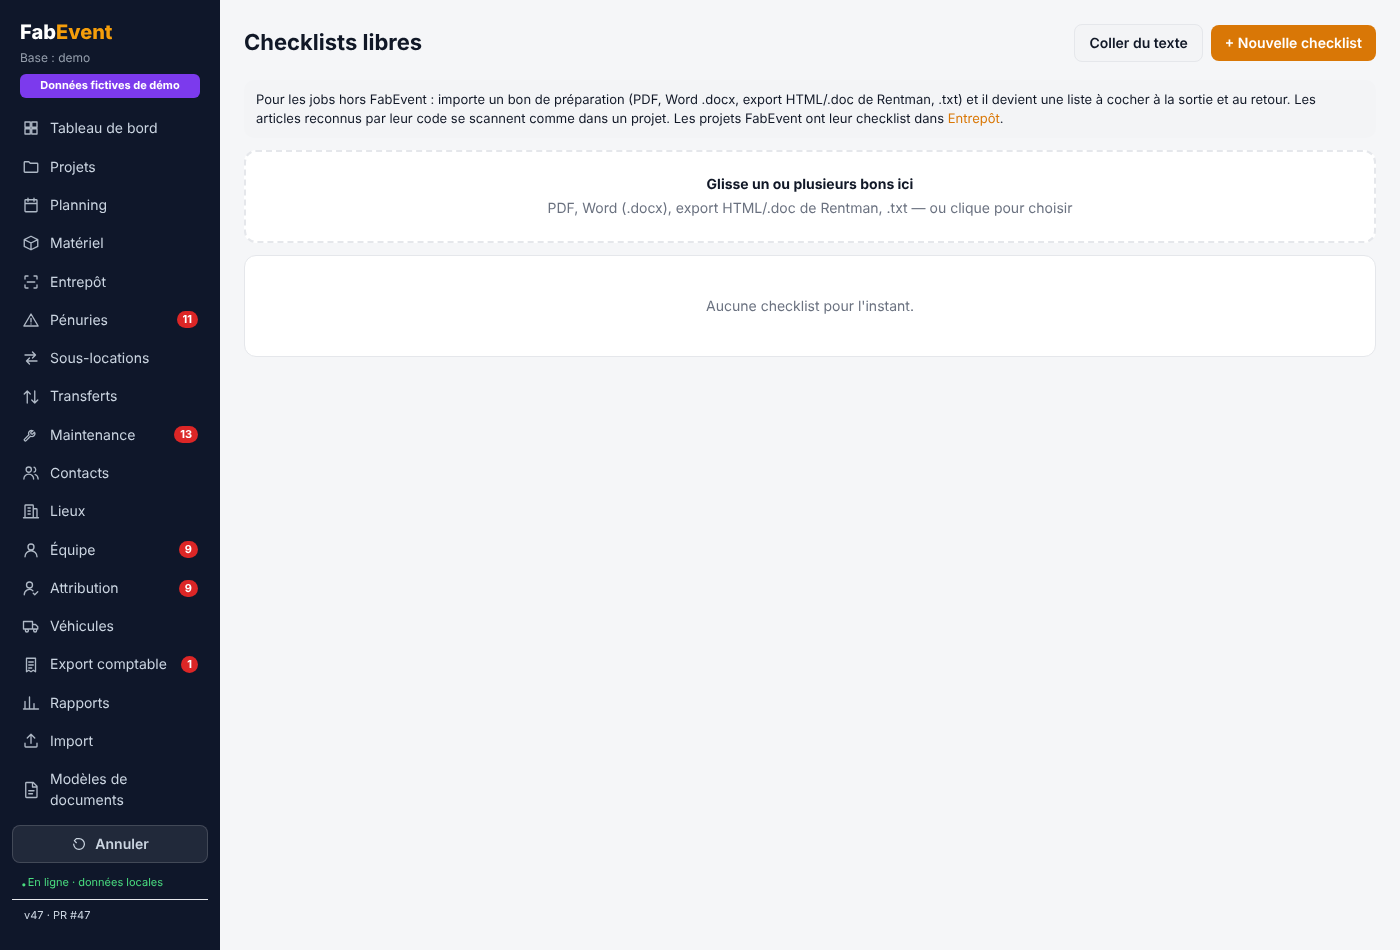 FabEvent
Base : demo
Données fictives de démo
Tableau de bord
Projets
Planning
Matériel
Entrepôt
Pénuries 11
Sous-locations
Transferts
Maintenance 13
Contacts
Lieux
Équipe 9
Attribution 9
Véhicules
Export comptable 1
Rapports
Import
Modèles de
documents
Annuler
En ligne · données locales
v47 · PR #47
Checklists libres
Coller du texte
+ Nouvelle checklist
Pour les jobs hors FabEvent : importe un bon de préparation (PDF, Word .docx, export HTML/.doc de Rentman, .txt) et il devient une liste à cocher à la sortie et au retour. Les
articles reconnus par leur code se scannent comme dans un projet. Les projets FabEvent ont leur checklist dans Entrepôt.
Glisse un ou plusieurs bons ici
PDF, Word (.docx), export HTML/.doc de Rentman, .txt — ou clique pour choisir
Aucune checklist pour l'instant.